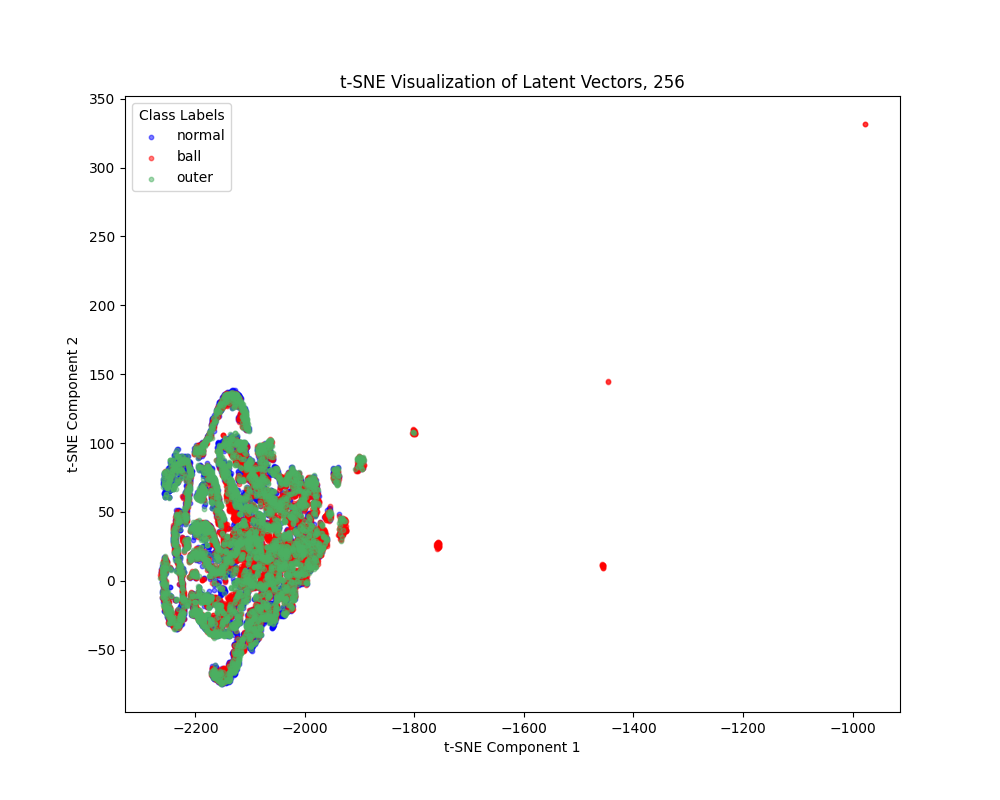 t-SNE Visualization of Latent Vectors, 256
Class Labels
normal
ball
outer
350
300
250
200
150
100
50
0
−50
t-SNE Component 2
−2200 −2000 −1800 −1600 −1400 −1200 −1000
t-SNE Component 1